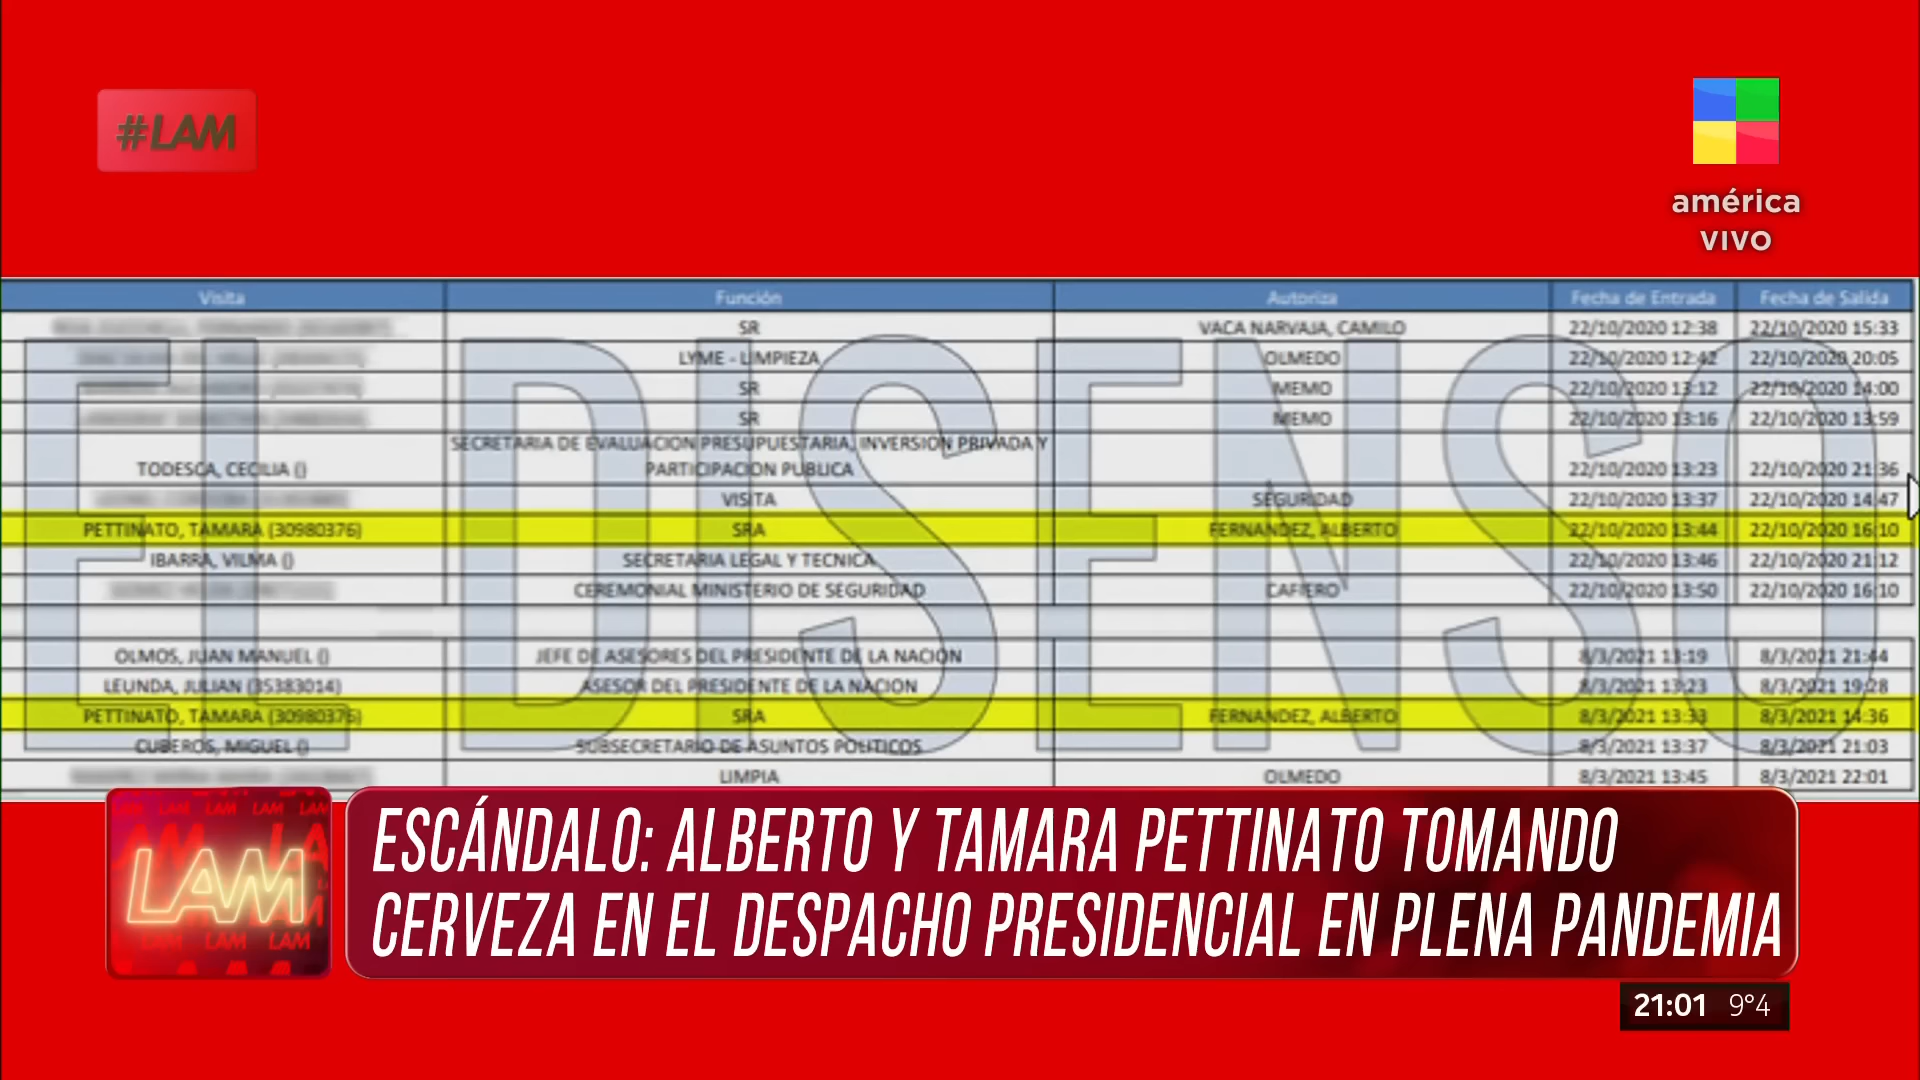 #LAM
américa
VIVO
Visita Función Autoriza Fecha de Entrada Fecha de Salida
SR VACA NARVAJA, CAMILO 22/10/2020 12:38 22/10/2020 15:33
LYME - LIMPIEZA OLMEDO 22/10/2020 12:42 22/10/2020 20:05
SR MEMO 22/10/2020 13:12 22/10/2020 14:00
SR MEMO 22/10/2020 13:16 22/10/2020 13:59
SECRETARIA DE EVALUACION PRESUPUESTARIA, INVERSION PRIVADA Y
TODESCA, CECILIA () PARTICIPACION PUBLICA 22/10/2020 13:23 22/10/2020 21:36
VISITA SEGURIDAD 22/10/2020 13:37 22/10/2020 14:47
PETTINATO, TAMARA (30980376) SRA FERNANDEZ, ALBERTO 22/10/2020 13:44 22/10/2020 16:10
IBARRA, VILMA () SECRETARIA LEGAL Y TECNICA 22/10/2020 13:46 22/10/2020 21:12
CEREMONIAL MINISTERIO DE SEGURIDAD CAFIERO 22/10/2020 13:50 22/10/2020 16:10
OLMOS, JUAN MANUEL () JEFE DE ASESORES DEL PRESIDENTE DE LA NACION 8/3/2021 13:19 8/3/2021 21:44
LEUNDA, JULIAN (35383014) ASESOR DEL PRESIDENTE DE LA NACION 8/3/2021 13:23 8/3/2021 19:28
PETTINATO, TAMARA (30980376) SRA FERNANDEZ, ALBERTO 8/3/2021 13:33 8/3/2021 14:36
CUBEROS, MIGUEL () SUBSECRETARIO DE ASUNTOS POLITICOS 8/3/2021 13:37 8/3/2021 21:03
LIMPIA OLMEDO 8/3/2021 13:45 8/3/2021 22:01
EL DISENSO
LAM
ESCÁNDALO: ALBERTO Y TAMARA PETTINATO TOMANDO
CERVEZA EN EL DESPACHO PRESIDENCIAL EN PLENA PANDEMIA
21:01 9°4